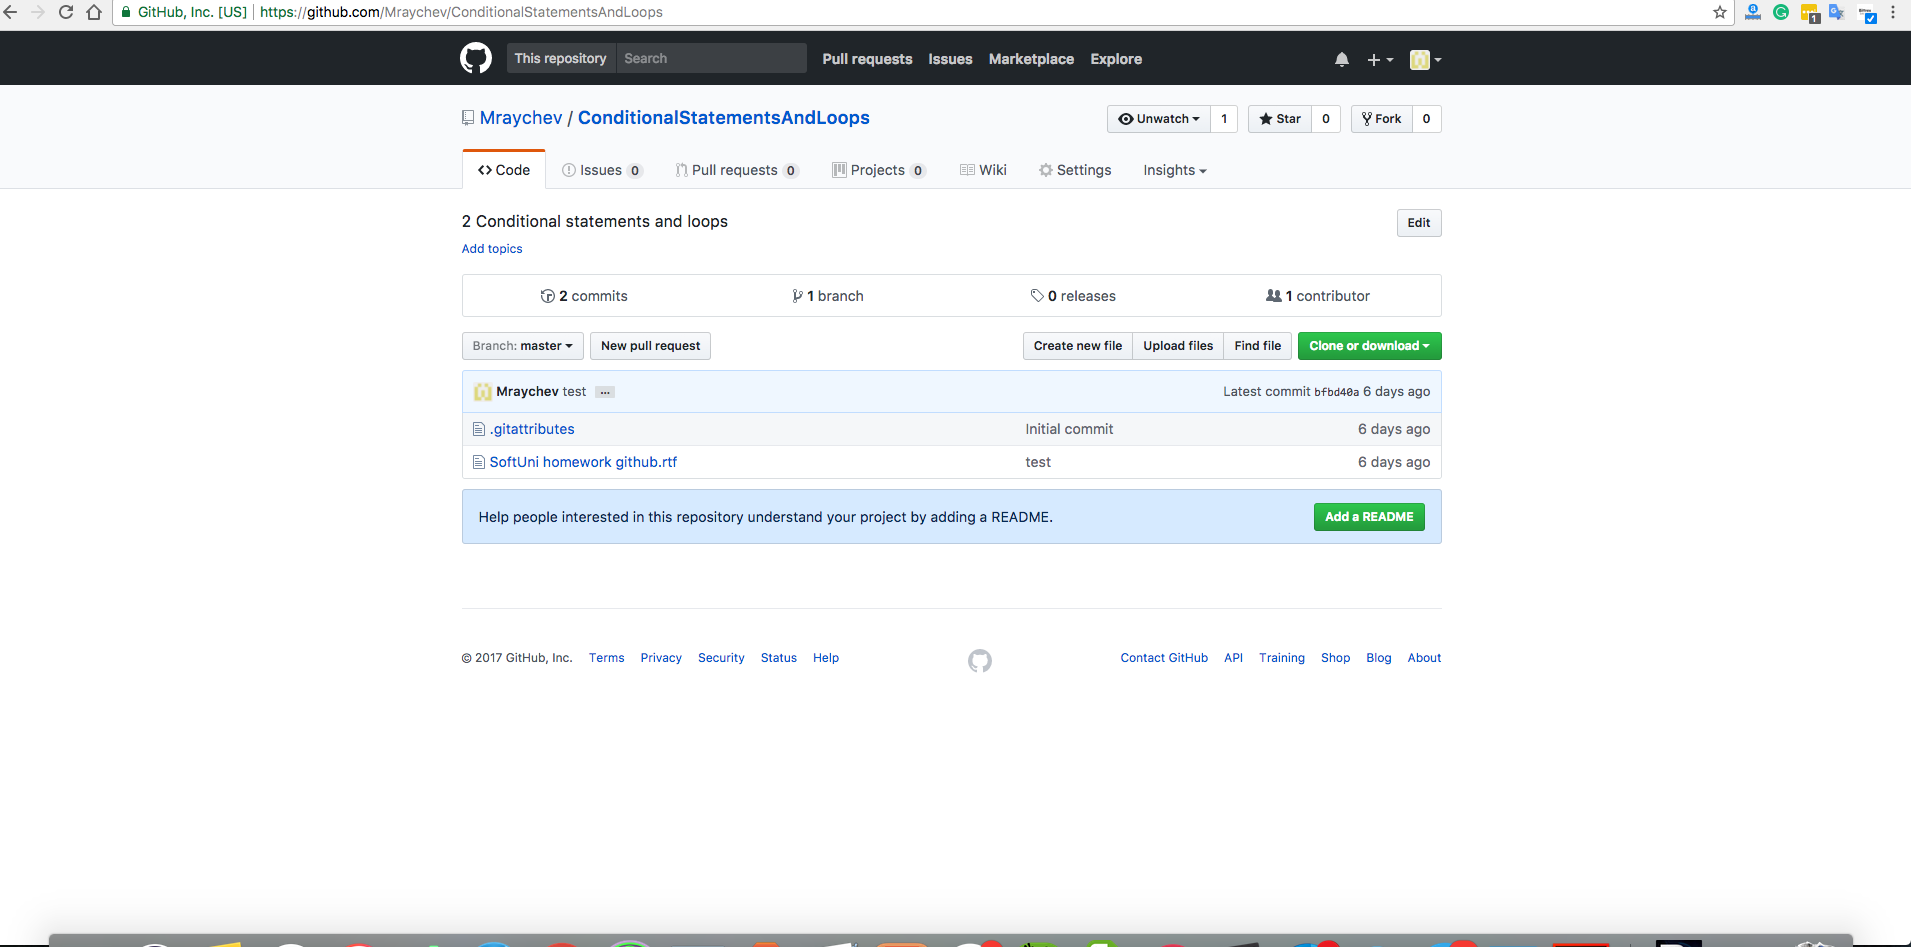 GitHub, Inc. [US] https://github.com/Mraychev/ConditionalStatementsAndLoops
1
This repository Search Pull requests Issues Marketplace Explore
Mraychev / ConditionalStatementsAndLoops Unwatch 1 Star 0 Fork 0
Code Issues 0 Pull requests 0 Projects 0 Wiki Settings Insights
2 Conditional statements and loops Edit
Add topics
2 commits 1 branch 0 releases 1 contributor
Branch: master New pull request Create new file Upload files Find file Clone or download
Mraychev test ... Latest commit bfbd40a 6 days ago
.gitattributes Initial commit 6 days ago
SoftUni homework github.rtf test 6 days ago
Help people interested in this repository understand your project by adding a README. Add a README
© 2017 GitHub, Inc. Terms Privacy Security Status Help Contact GitHub API Training Shop Blog About